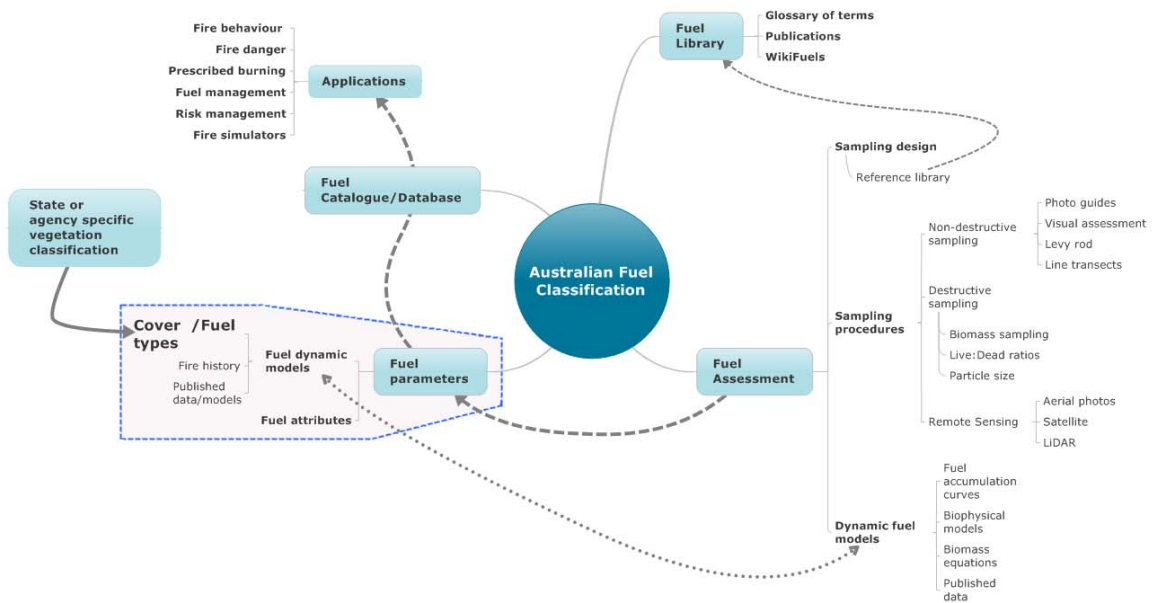 Fire behaviour
Fire danger
Prescribed burning
Fuel management
Risk management
Fire simulators
Applications
Fuel
Library
Glossary of terms
Publications
WikiFuels
Fuel
Catalogue/Database
State or
agency specific
vegetation
classification
Australian Fuel
Classification
Cover /Fuel
types
Fire history
Published
data/models
Fuel dynamic
models
Fuel attributes
Fuel
parameters
Fuel
Assessment
Sampling design
Reference library
Sampling
procedures
Non-destructive
sampling
Photo guides
Visual assessment
Levy rod
Line transects
Destructive
sampling
Biomass sampling
Live:Dead ratios
Particle size
Remote Sensing
Aerial photos
Satellite
LiDAR
Dynamic fuel
models
Fuel
accumulation
curves
Biophysical
models
Biomass
equations
Published
data